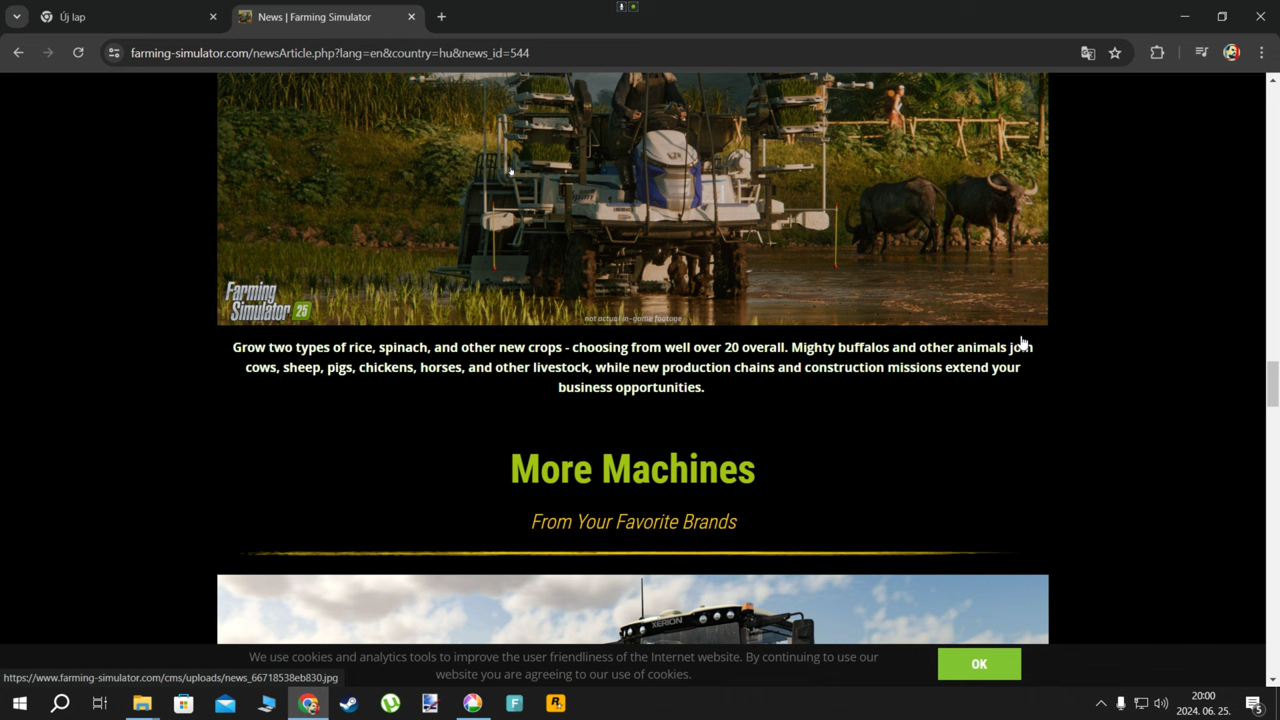 Új lap
News | Farming Simulator
farming-simulator.com/newsArticle.php?lang=en&country=hu&news_id=544
Farming
Simulator 25
not actual in-game footage
Grow two types of rice, spinach, and other new crops - choosing from well over 20 overall. Mighty buffalos and other animals join
cows, sheep, pigs, chickens, horses, and other livestock, while new production chains and construction missions extend your
business opportunities.
More Machines
From Your Favorite Brands
XERION
We use cookies and analytics tools to improve the user friendliness of the Internet website. By continuing to use our
website you are agreeing to our use of cookies.
OK
https://www.farming-simulator.com/cms/uploads/news_66718538eb830.jpg
F
R
20:00
2024. 06. 25.
5